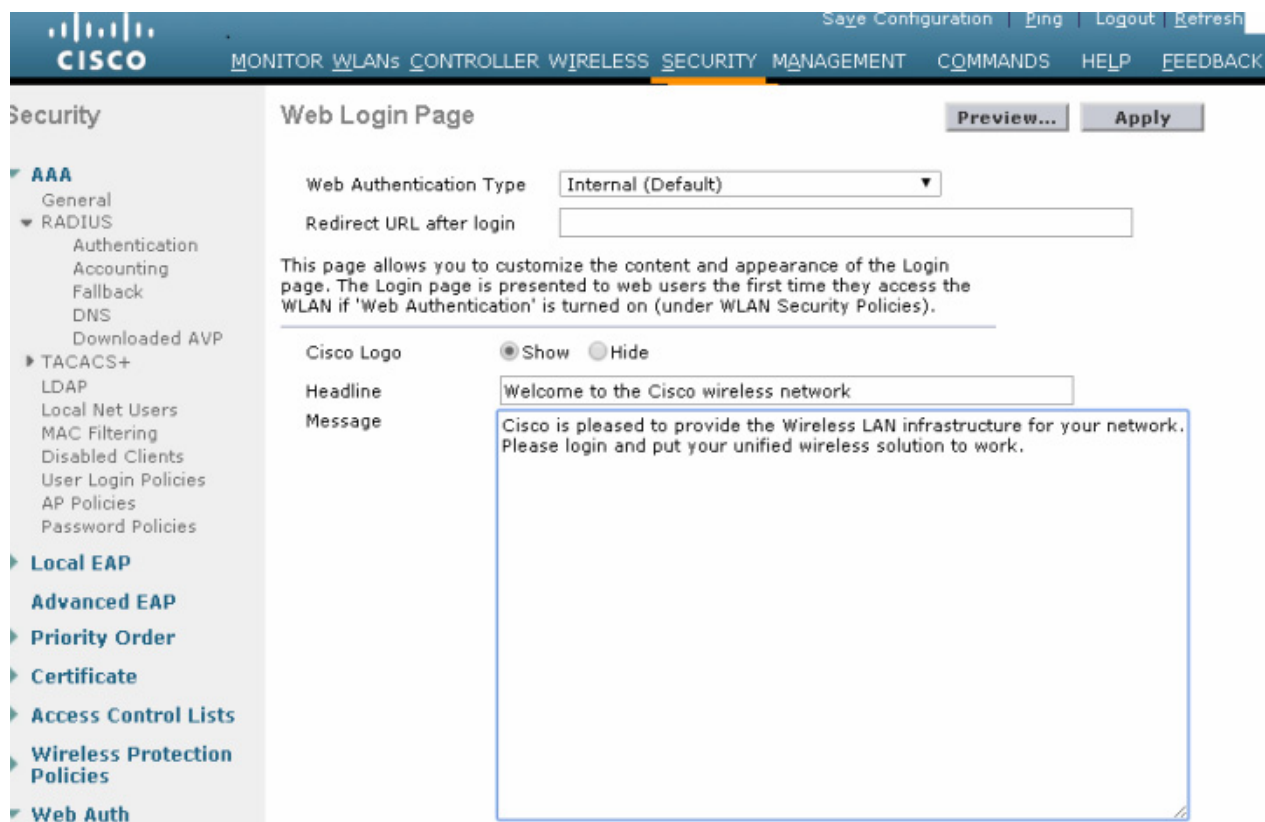 Save Configuration | Ping | Logout | Refresh
CISCO
MONITOR WLANs CONTROLLER WIRELESS SECURITY MANAGEMENT COMMANDS HELP FEEDBACK
Security
AAA
General
RADIUS
Authentication
Accounting
Fallback
DNS
Downloaded AVP
TACACS+
LDAP
Local Net Users
MAC Filtering
Disabled Clients
User Login Policies
AP Policies
Password Policies
Local EAP
Advanced EAP
Priority Order
Certificate
Access Control Lists
Wireless Protection
Policies
Web Auth
Web Login Page
Preview...
Apply
Web Authentication Type Internal (Default)
Redirect URL after login
This page allows you to customize the content and appearance of the Login
page. The Login page is presented to web users the first time they access the
WLAN if 'Web Authentication' is turned on (under WLAN Security Policies).
Cisco Logo Show Hide
Headline Welcome to the Cisco wireless network
Message Cisco is pleased to provide the Wireless LAN infrastructure for your network.
Please login and put your unified wireless solution to work.